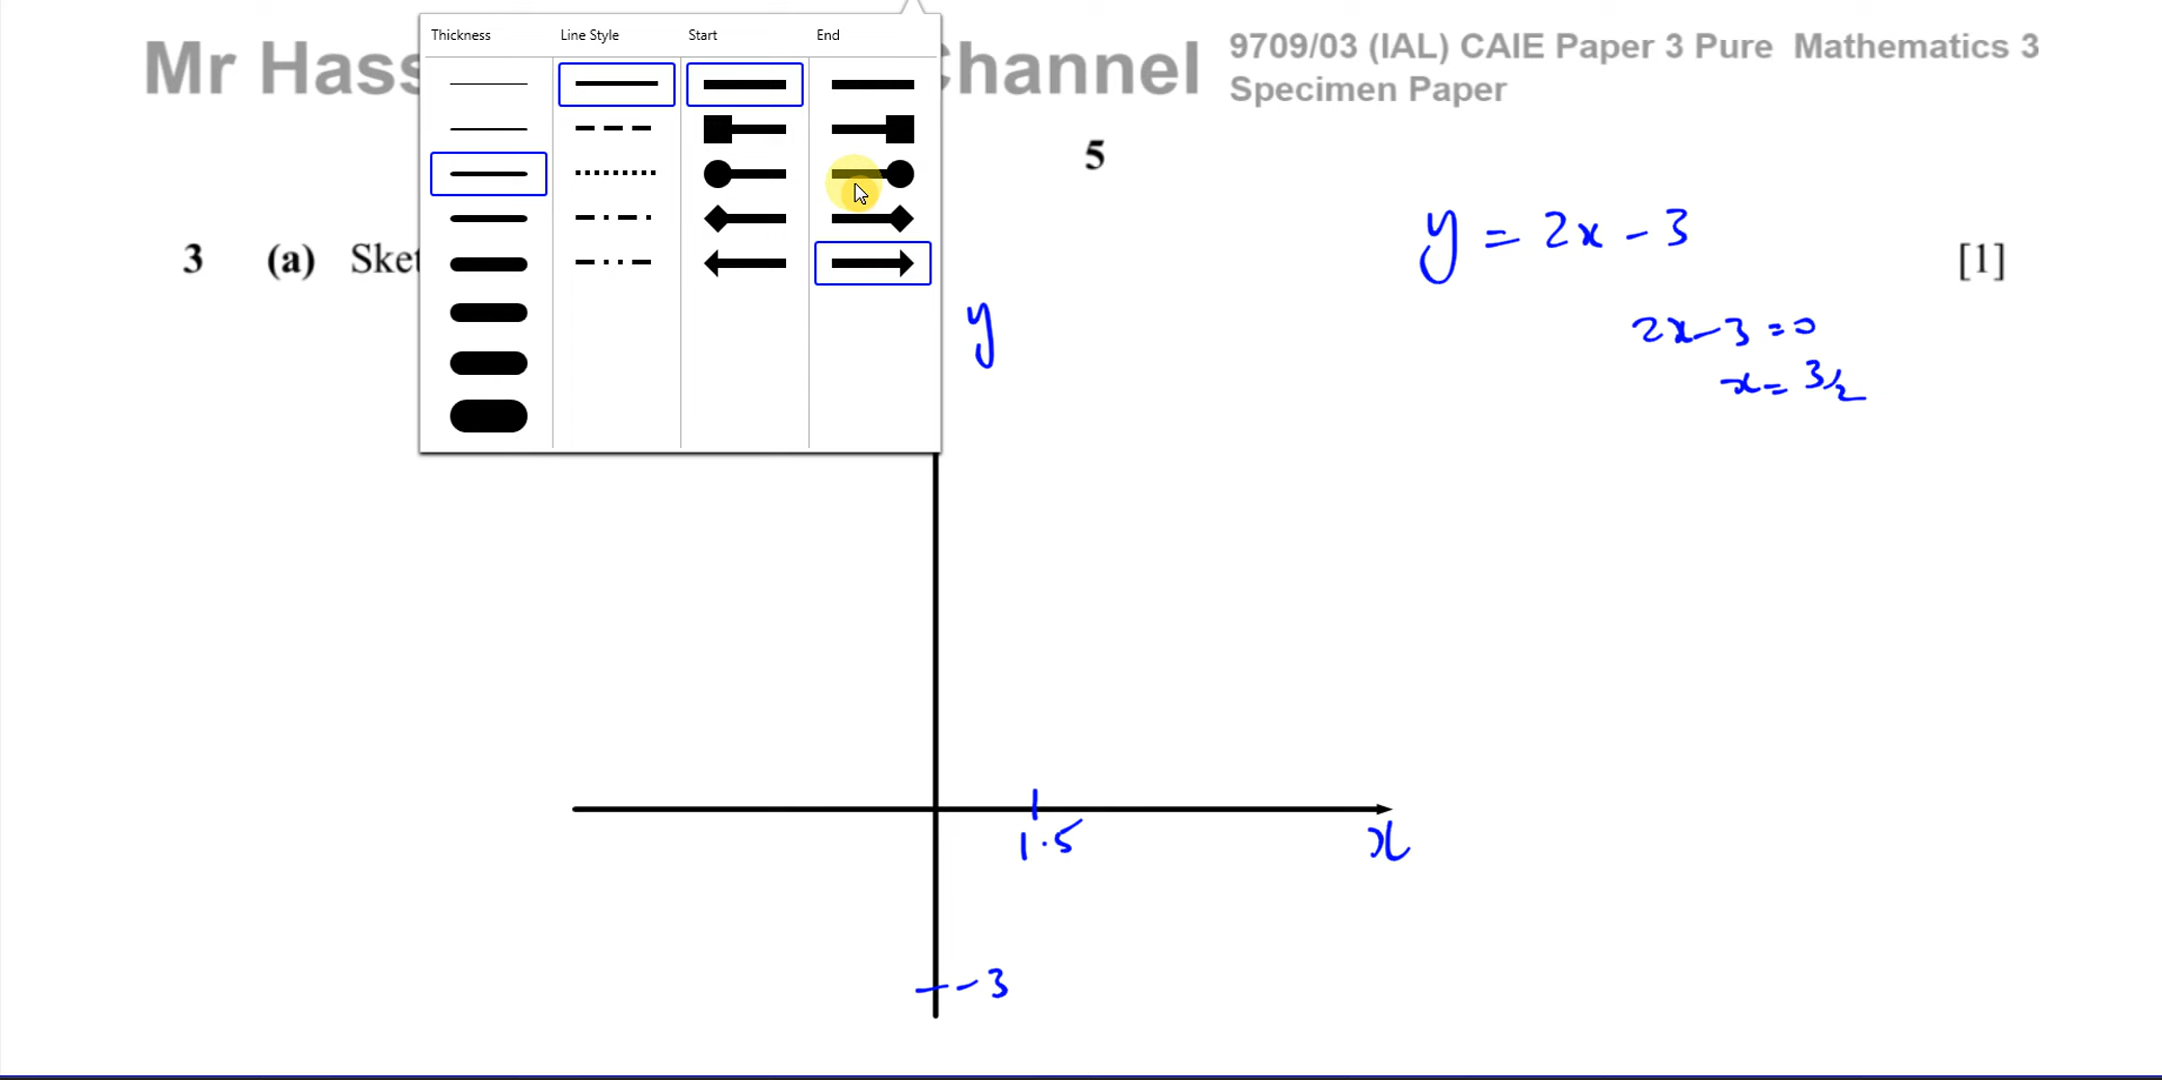 Mr Hass hannel
9709/03 (IAL) CAIE Paper 3 Pure Mathematics 3
Specimen Paper
Thickness Line Style Start End
5
y = 2x - 3
3 (a) Sket [1]
y
2x - 3 = 0
x = 3/2
1.5
x
-3